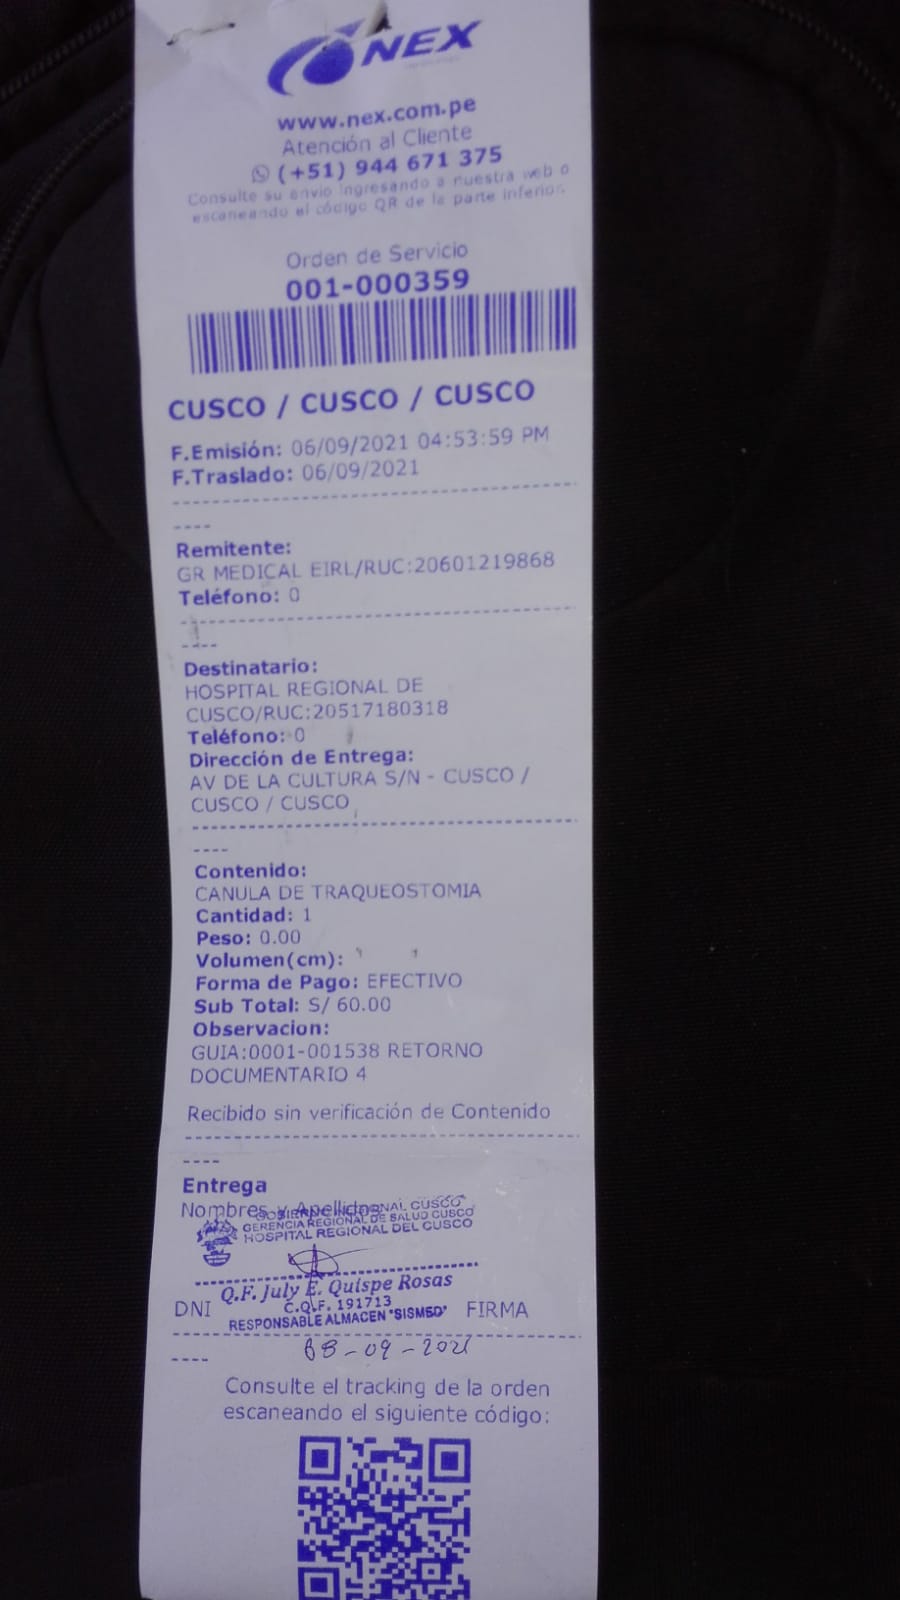 NEX
www.nex.com.pe
Atención al Cliente
(+51) 944 671 375
Consulte su envio ingresando a nuestra web o
escaneando el código QR de la parte inferior.
Orden de Servicio
001-000359
CUSCO / CUSCO / CUSCO
F.Emisión: 06/09/2021 04:53:59 PM
F.Traslado: 06/09/2021
Remitente:
GR MEDICAL EIRL/RUC:20601219868
Teléfono: 0
Destinatario:
HOSPITAL REGIONAL DE
CUSCO/RUC:20517180318
Teléfono: 0
Dirección de Entrega:
AV DE LA CULTURA S/N - CUSCO /
CUSCO / CUSCO
Contenido:
CANULA DE TRAQUEOSTOMIA
Cantidad: 1
Peso: 0.00
Volumen(cm):
Forma de Pago: EFECTIVO
Sub Total: S/ 60.00
Observacion:
GUIA:0001-001538 RETORNO
DOCUMENTARIO 4
Recibido sin verificación de Contenido
Entrega
Nombres y Apellidos
GOBIERNO REGIONAL CUSCO
GERENCIA REGIONAL DE SALUD CUSCO
HOSPITAL REGIONAL DEL CUSCO
Q.F. July E. Quispe Rosas
C.Q.F. 191713
DNI RESPONSABLE ALMACEN "SISMED" FIRMA
08-09-2021
Consulte el tracking de la orden
escaneando el siguiente código: